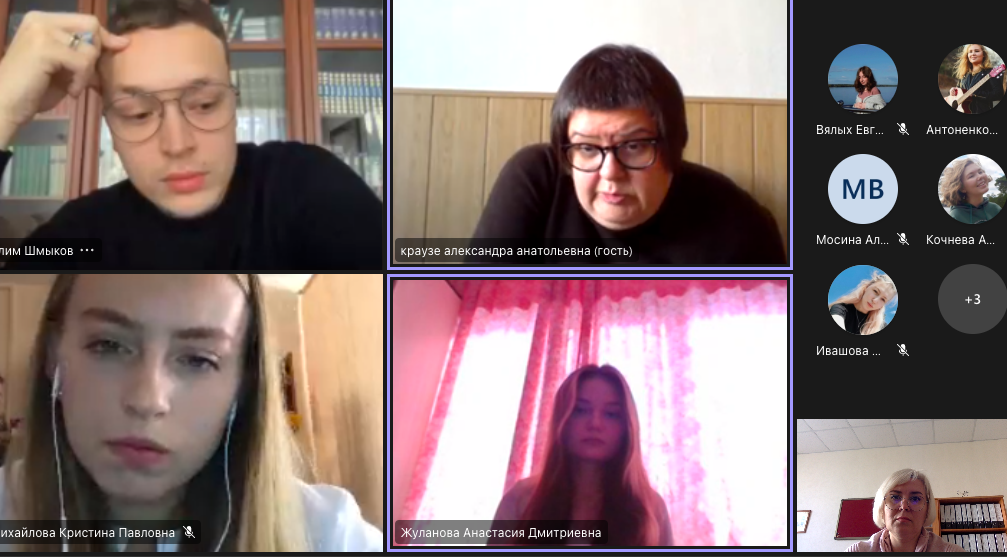 лим Шмыков
краузе александра анатольевна (гость)
ихайлова Кристина Павловна
Жуланова Анастасия Дмитриевна
Вялых Евг...
Антоненко...
МВ
Мосина Ал...
Кочнева А...
Ивашова ...
+3